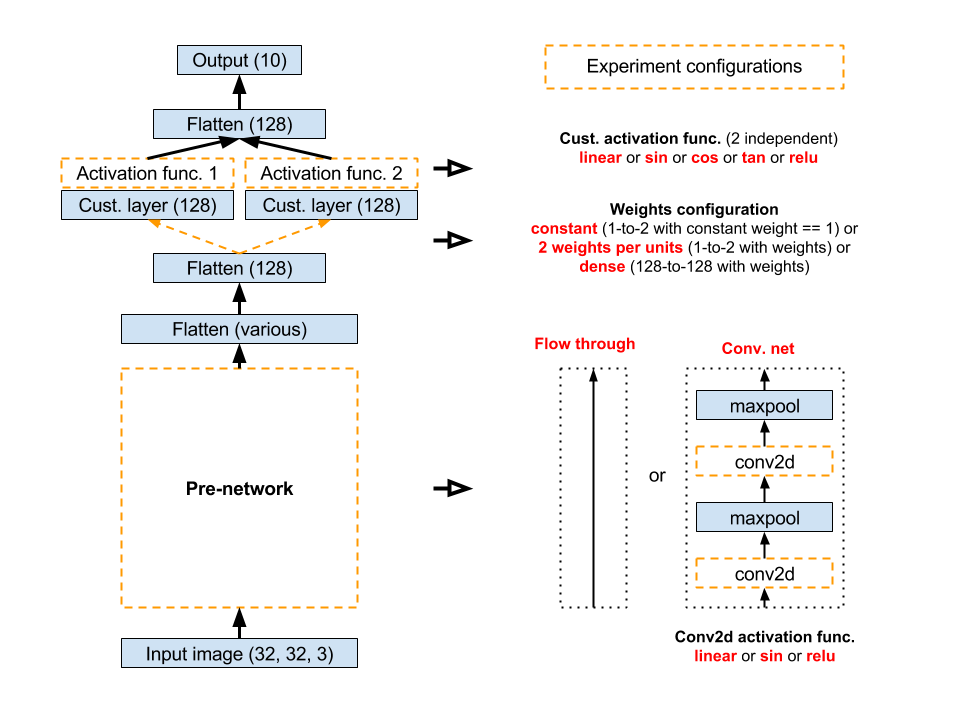 Output (10)
Flatten (128)
Activation func. 1
Activation func. 2
Cust. layer (128)
Cust. layer (128)
Flatten (128)
Flatten (various)
Pre-network
Input image (32, 32, 3)
Experiment configurations
Cust. activation func. (2 independent)
linear or sin or cos or tan or relu
Weights configuration
constant (1-to-2 with constant weight == 1) or
2 weights per units (1-to-2 with weights) or
dense (128-to-128 with weights)
Flow through
or
Conv. net
maxpool
conv2d
maxpool
conv2d
Conv2d activation func.
linear or sin or relu